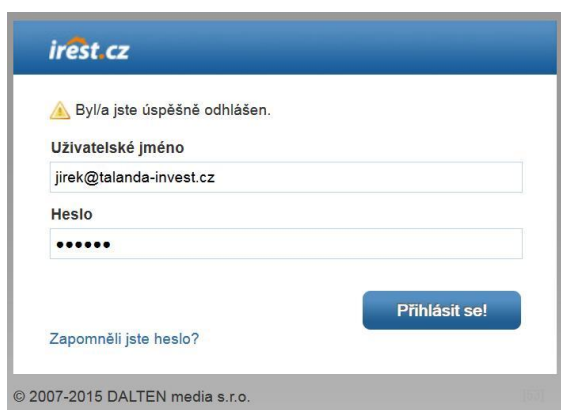 irest.cz
Byl/a jste úspěšně odhlášen.
Uživatelské jméno
jirek@talanda-invest.cz
Heslo
••••••
Přihlásit se!
Zapomněli jste heslo?
© 2007-2015 DALTEN media s.r.o.